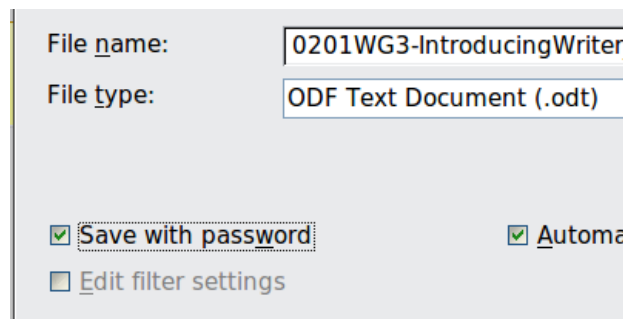 File name: 0201WG3-IntroducingWriter
File type: ODF Text Document (.odt)
Save with password Automa
Edit filter settings